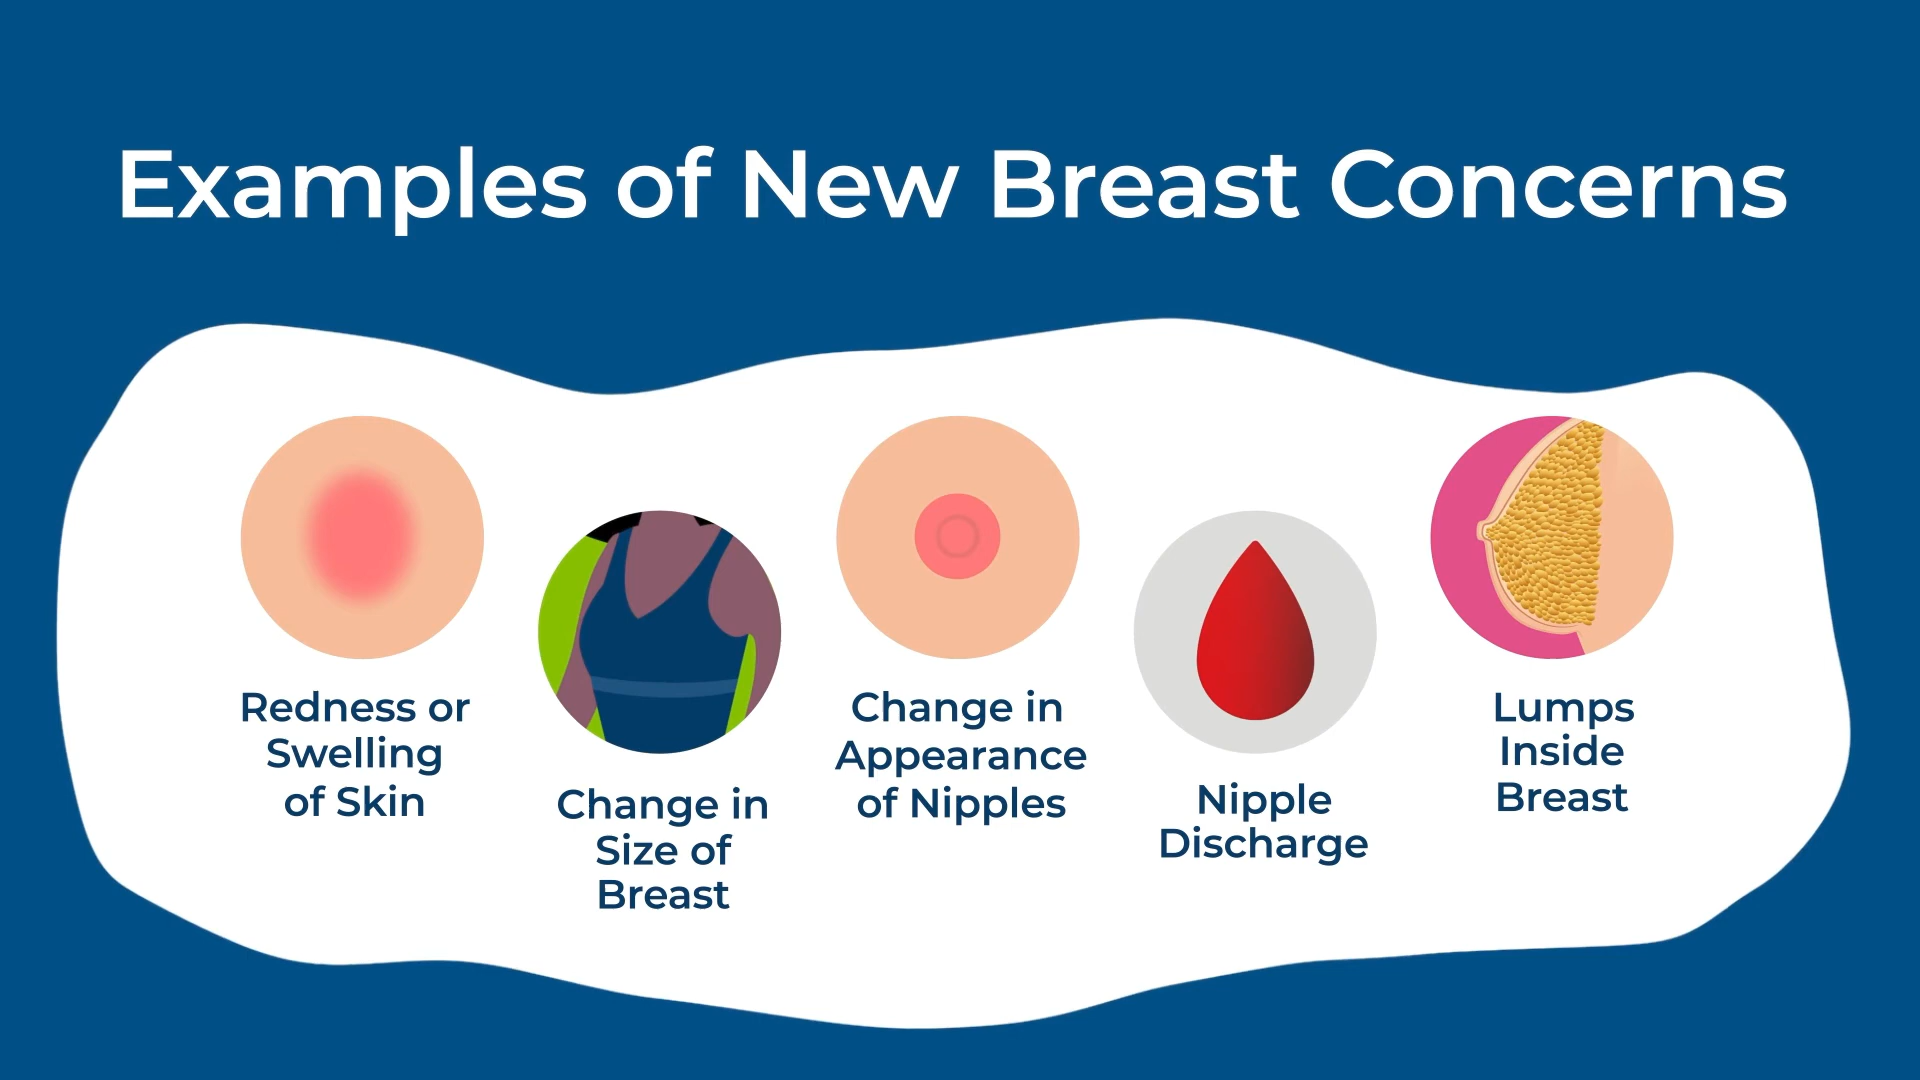 Examples of New Breast Concerns
Redness or
Swelling
of Skin
Change in
Size of
Breast
Change in
Appearance
of Nipples
Nipple
Discharge
Lumps
Inside
Breast